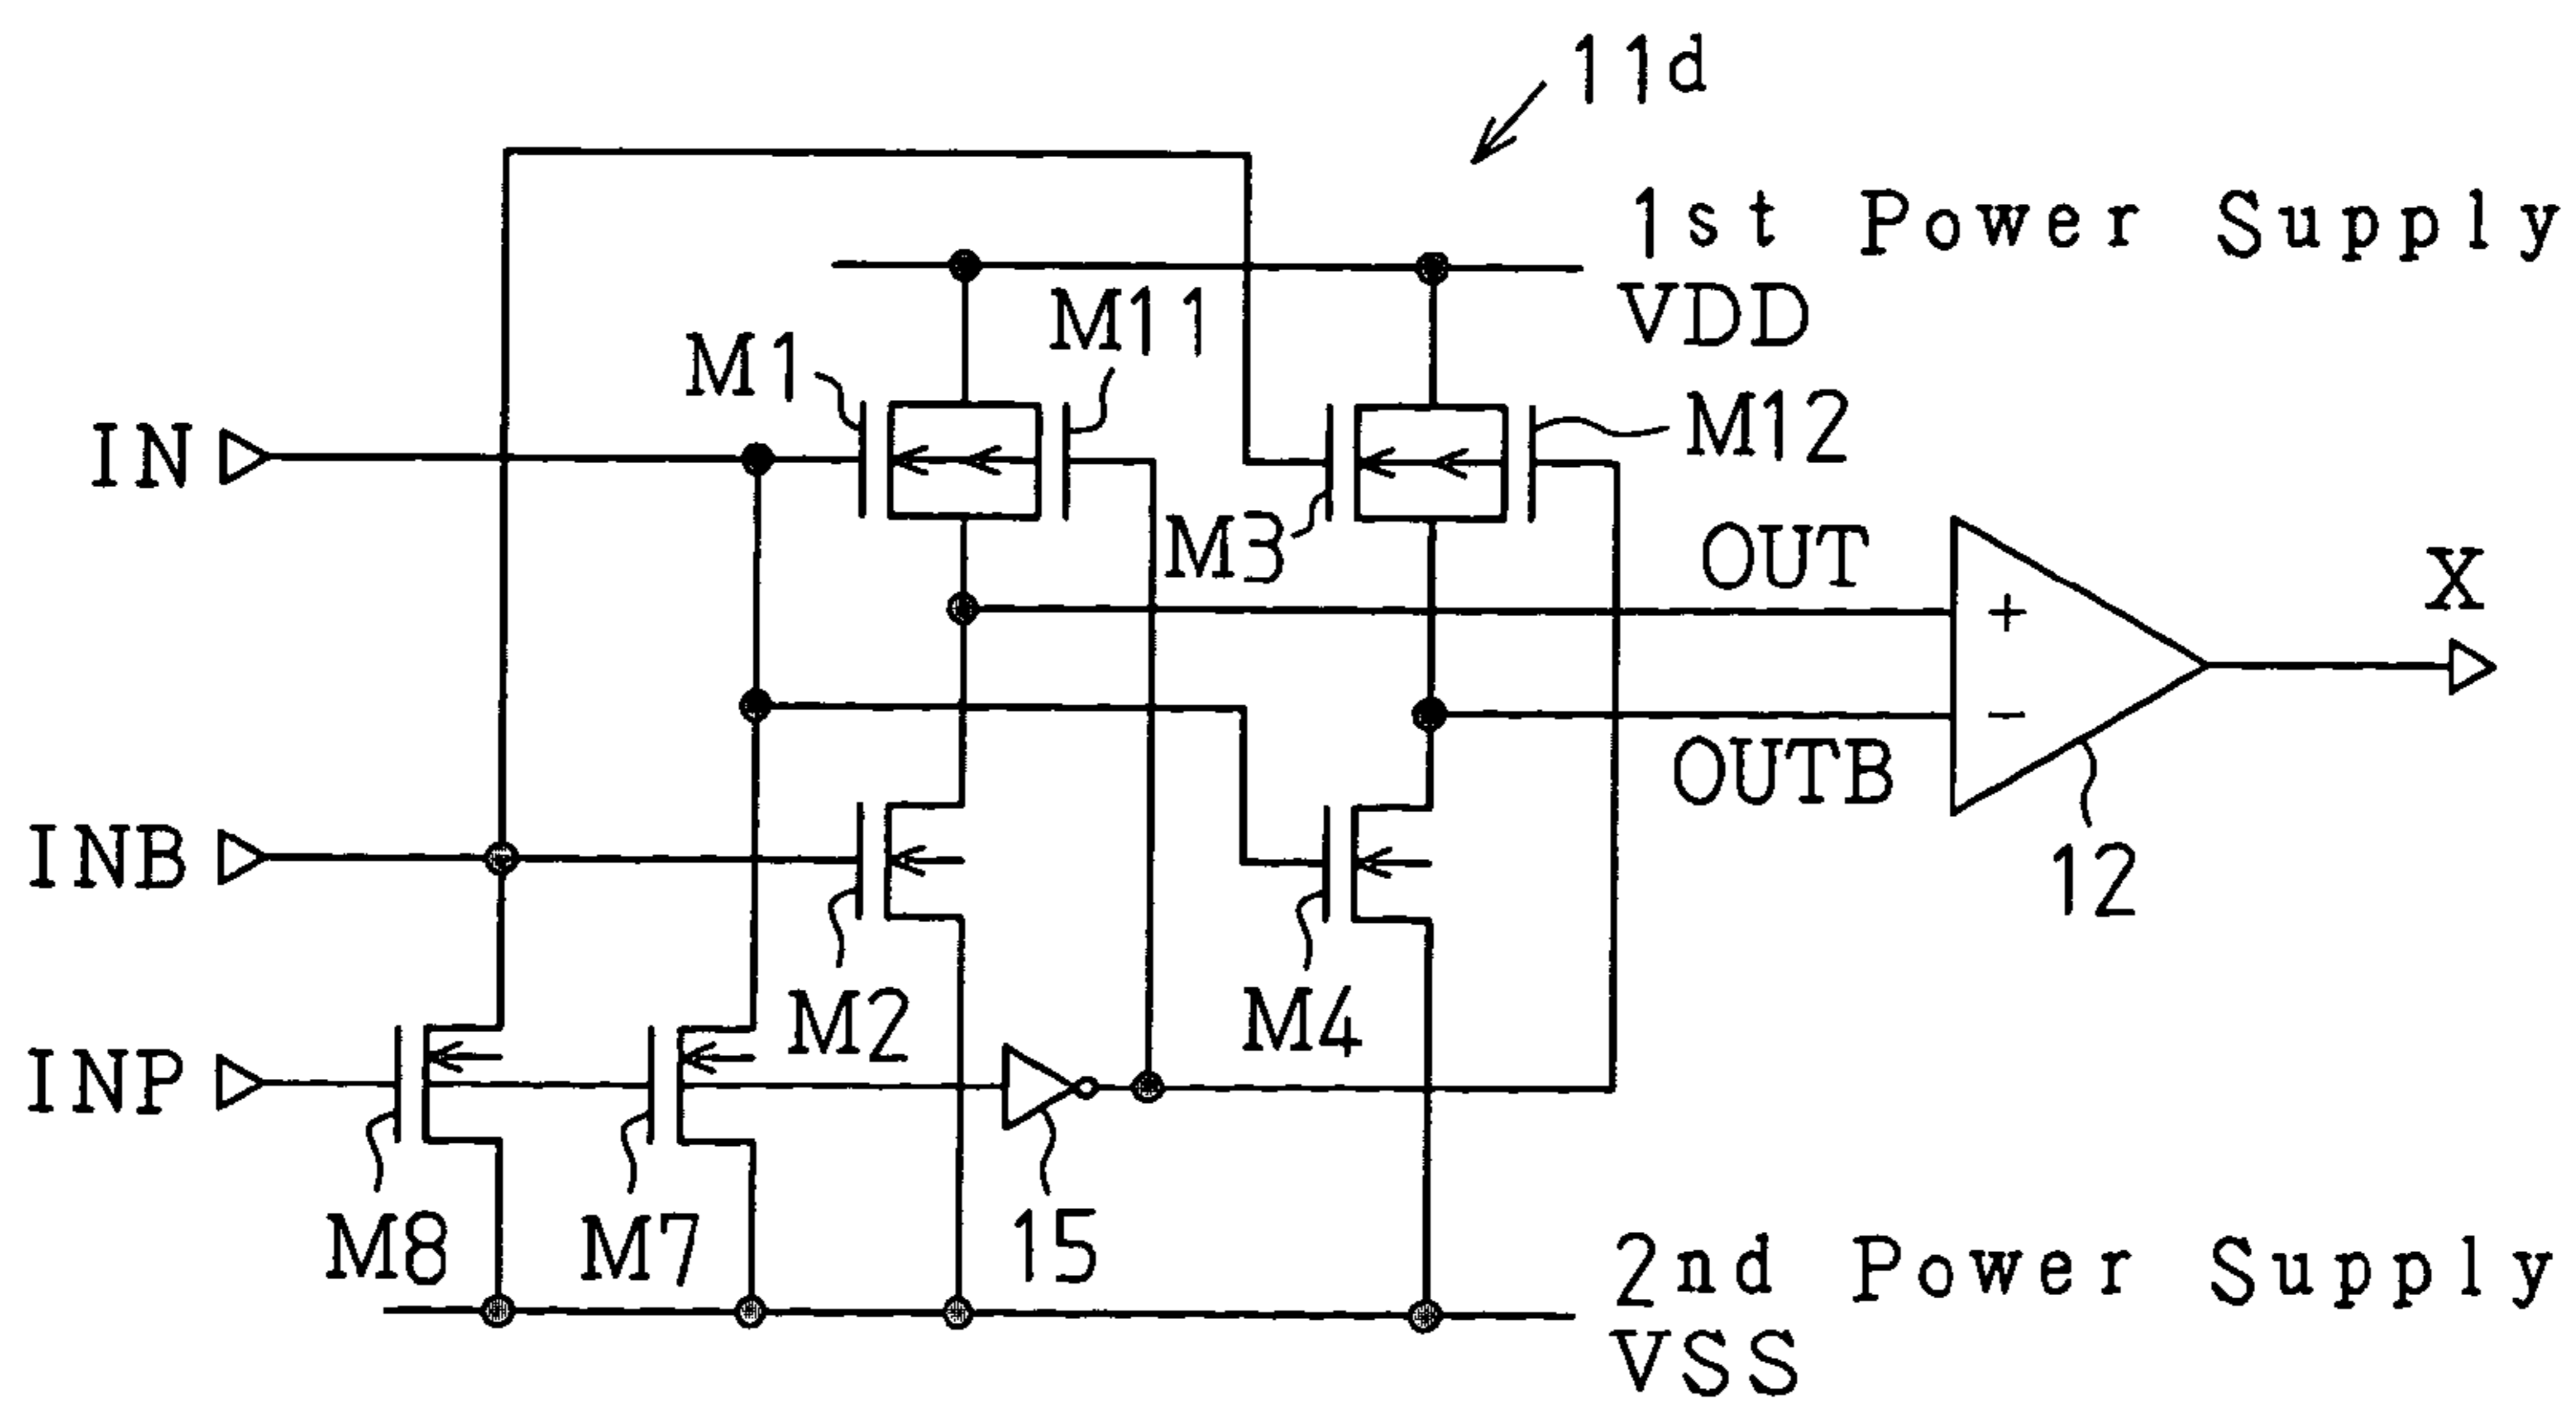 11d
1st Power Supply
VDD
M1
M11
M12
IN
M3
OUT
X
+
−
OUTB
INB
12
M2
M4
INP
M8
M7
15
2nd Power Supply
VSS